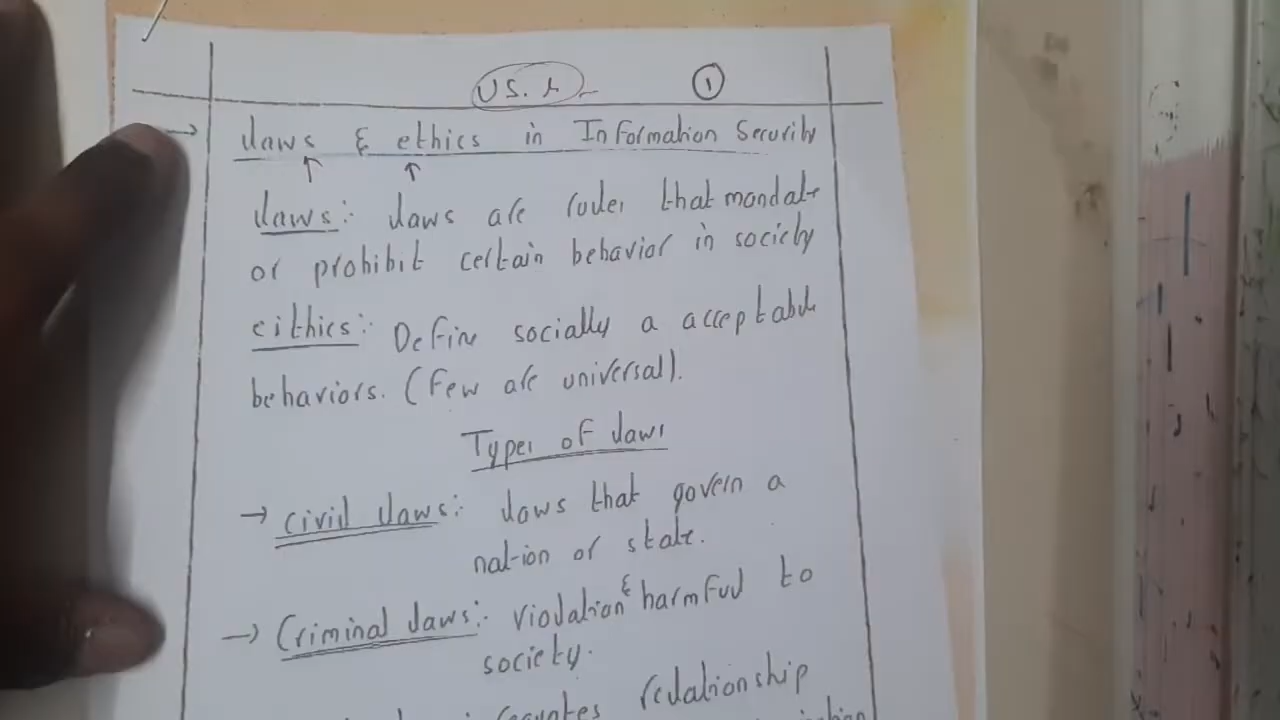 US. A ①
→ Laws & ethics in Information Security
Laws:- Laws are rules that mandate
or prohibit certain behavior in society
eithics:- Define socially a acceptable
behaviors. (Few are universal).
Types of Laws
→ civil Laws:- Laws that govern a
nation or state.
→ Criminal Laws:- violation & harmful to
society.
relationship